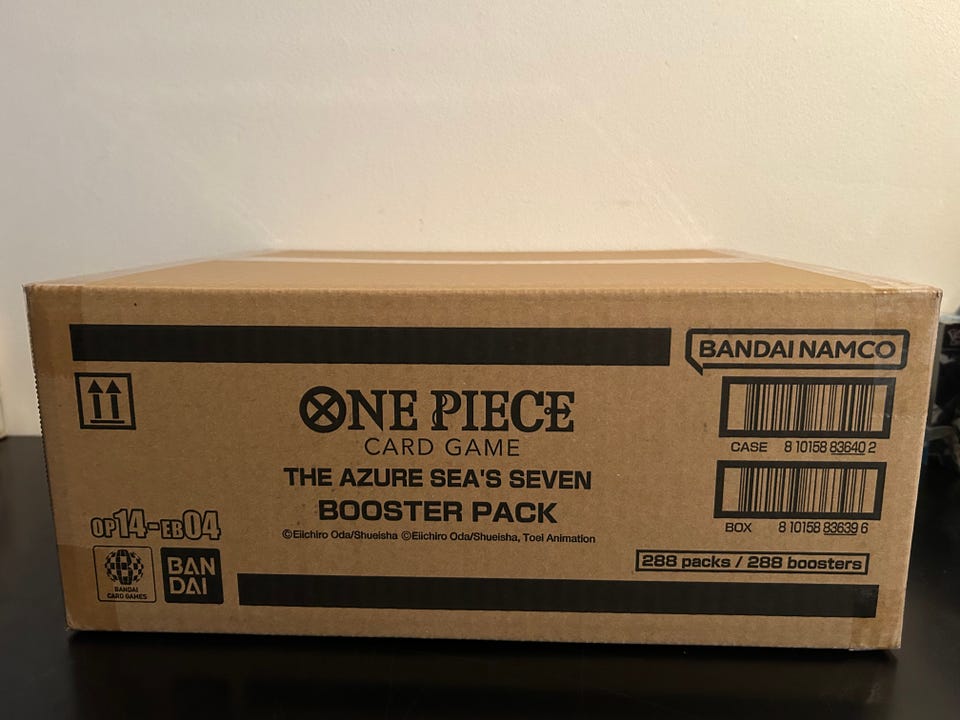 BANDAI NAMCO
ONE PIECE
CARD GAME
THE AZURE SEA'S SEVEN
BOOSTER PACK
©Eiichiro Oda/Shueisha ©Eiichiro Oda/Shueisha, Toei Animation
CASE 8 10158 83640 2
BOX 8 10158 83639 6
288 packs / 288 boosters
OP14-EB04
BANDAI
CARD GAMES
BAN
DAI